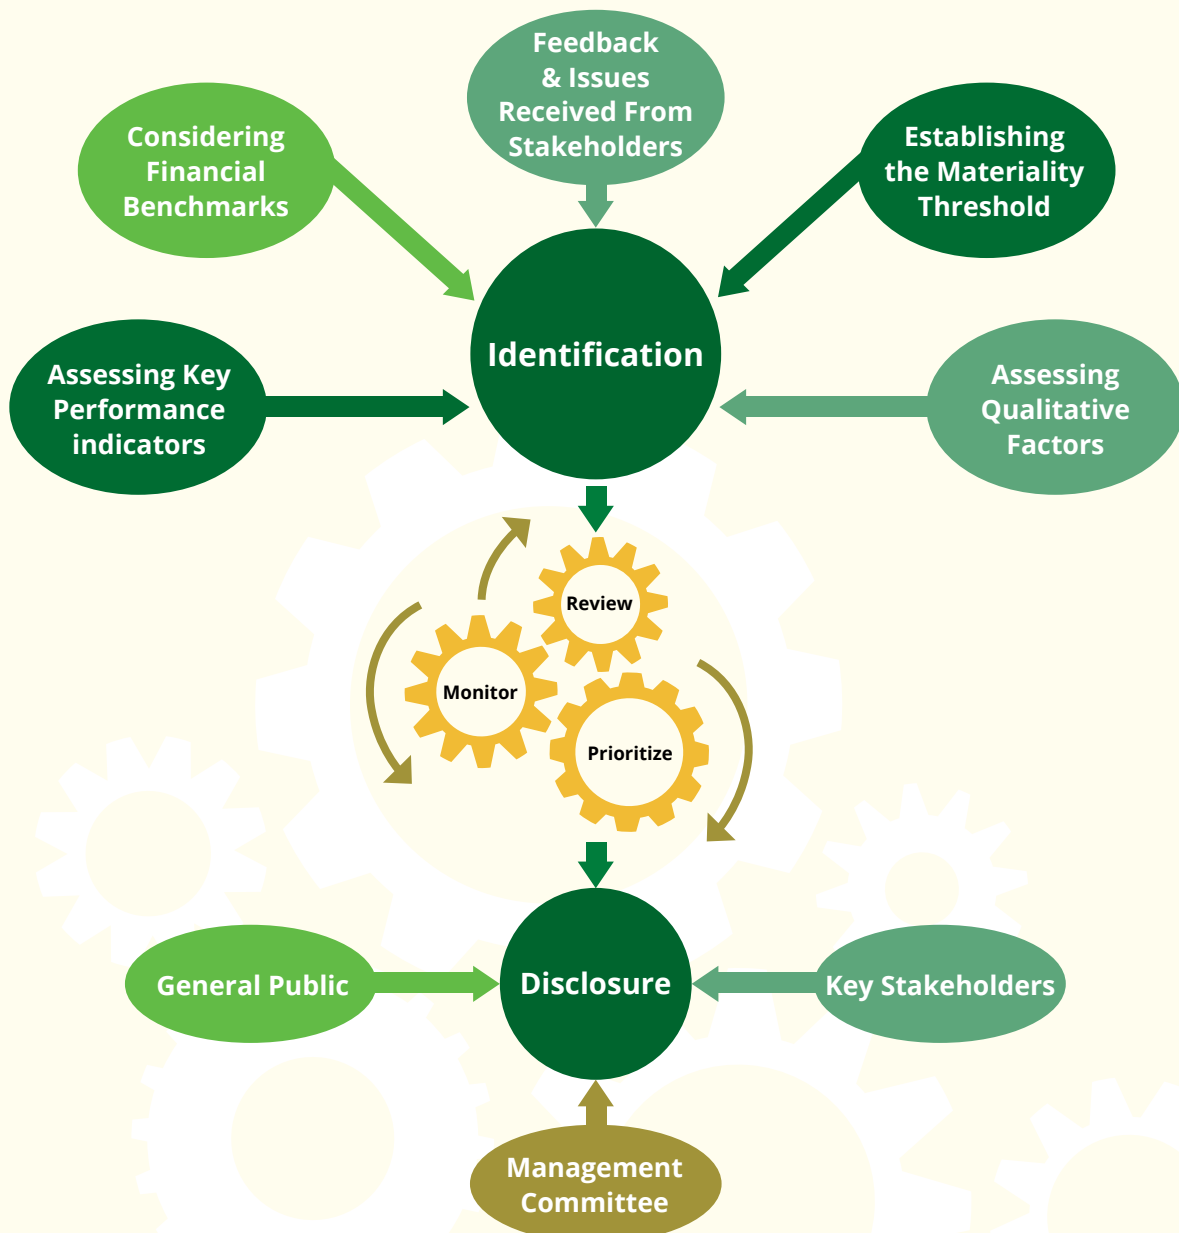 Feedback
& Issues
Received From
Stakeholders
Considering
Financial
Benchmarks
Establishing
the Materiality
Threshold
Identification
Assessing Key
Performance
indicators
Assessing
Qualitative
Factors
Review
Monitor
Prioritize
General Public
Disclosure
Key Stakeholders
Management
Committee